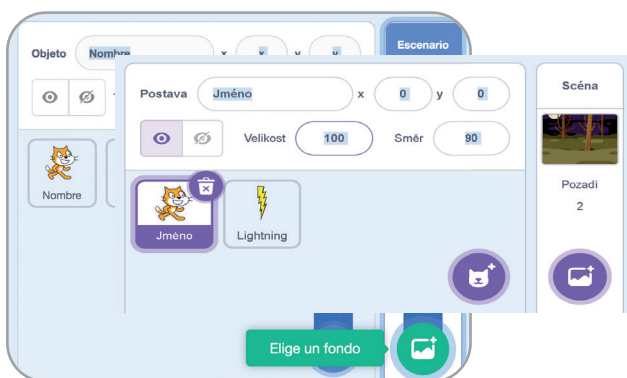 Objeto Nombre x x y y Escenario
Postava Jméno x 0 y 0 Scéna
Velikost 100 Směr 90
Nombre
Jméno Lightning
Pozadí
2
Elige un fondo